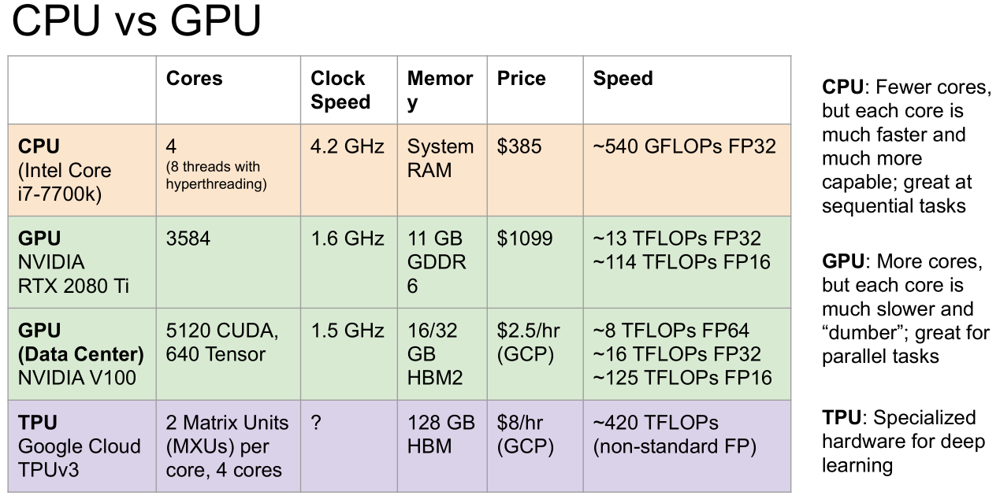 CPU vs GPU
Cores
Clock
Speed
Memor
y
Price
Speed
CPU
(Intel Core
i7-7700k)
4
(8 threads with
hyperthreading)
4.2 GHz
System
RAM
$385
~540 GFLOPs FP32
GPU
NVIDIA
RTX 2080 Ti
3584
1.6 GHz
11 GB
GDDR
6
$1099
~13 TFLOPs FP32
~114 TFLOPs FP16
GPU
(Data Center)
NVIDIA V100
5120 CUDA,
640 Tensor
1.5 GHz
16/32
GB
HBM2
$2.5/hr
(GCP)
~8 TFLOPs FP64
~16 TFLOPs FP32
~125 TFLOPs FP16
TPU
Google Cloud
TPUv3
2 Matrix Units
(MXUs) per
core, 4 cores
?
128 GB
HBM
$8/hr
(GCP)
~420 TFLOPs
(non-standard FP)
CPU: Fewer cores,
but each core is
much faster and
much more
capable; great at
sequential tasks
GPU: More cores,
but each core is
much slower and
“dumber”; great for
parallel tasks
TPU: Specialized
hardware for deep
learning